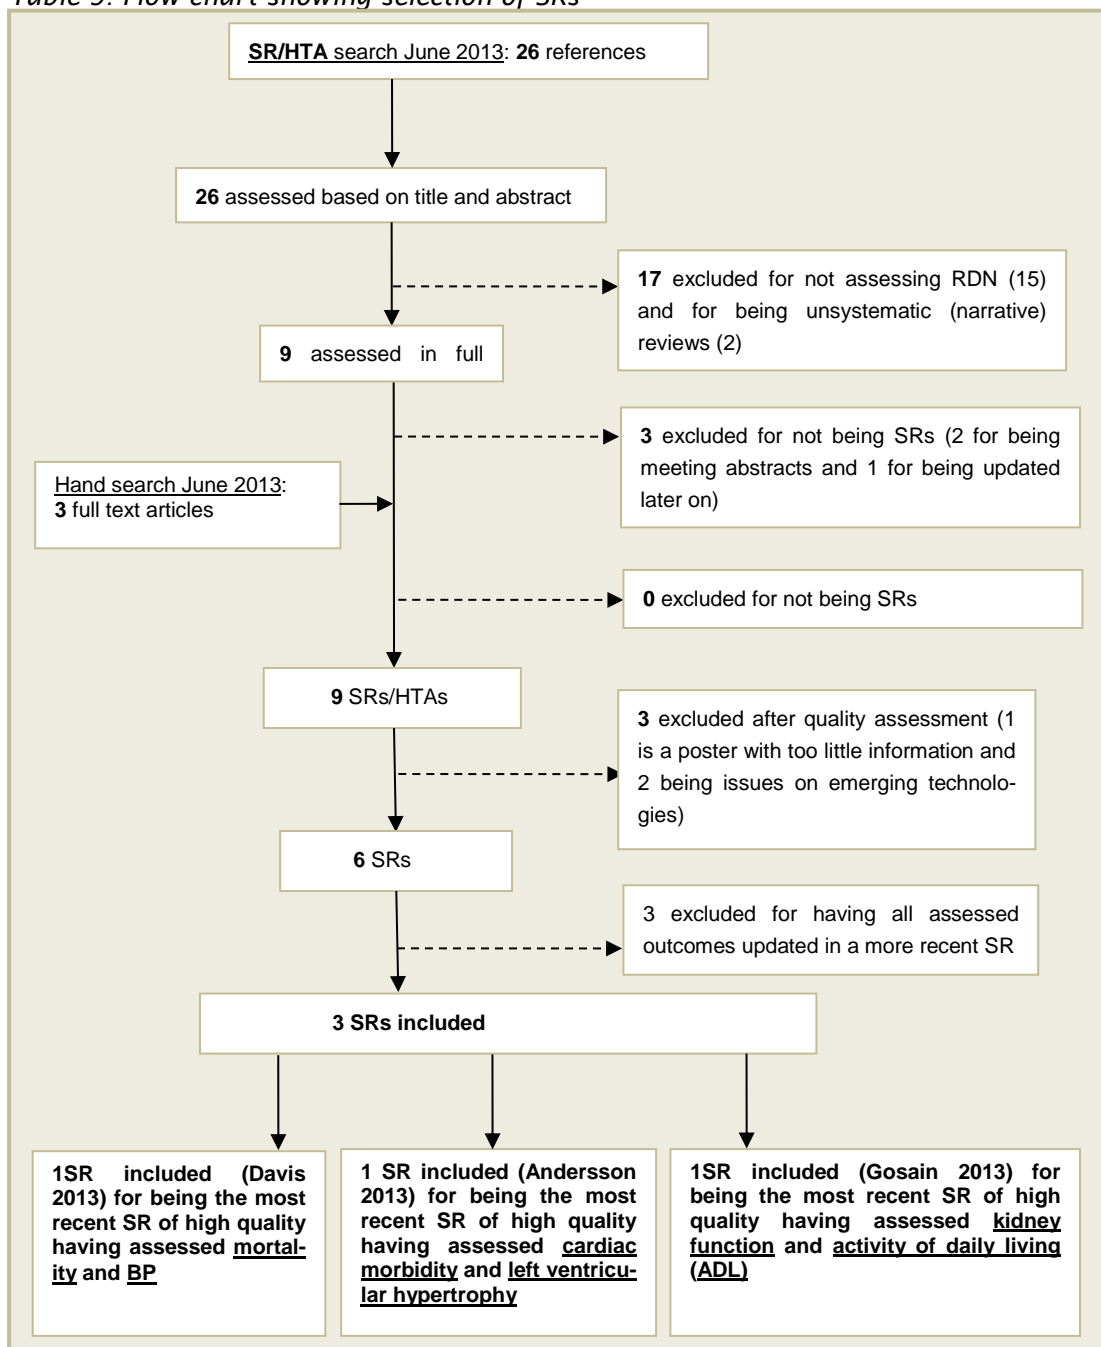 Table 9: Flow chart showing selection of SRs
SR/HTA search June 2013: 26 references
26 assessed based on title and abstract
17 excluded for not assessing RDN (15)
and for being unsystematic (narrative)
reviews (2)
9 assessed in full
3 excluded for not being SRs (2 for being
meeting abstracts and 1 for being updated
later on)
Hand search June 2013:
3 full text articles
0 excluded for not being SRs
9 SRs/HTAs
3 excluded after quality assessment (1
is a poster with too little information and
2 being issues on emerging technolo-
gies)
6 SRs
3 excluded for having all assessed
outcomes updated in a more recent SR
3 SRs included
1SR included (Davis
2013) for being the most
recent SR of high quality
having assessed mortal-
ity and BP
1 SR included (Andersson
2013) for being the most
recent SR of high quality
having assessed cardiac
morbidity and left ventricu-
lar hypertrophy
1SR included (Gosain 2013) for
being the most recent SR of high
quality having assessed kidney
function and activity of daily living
(ADL)